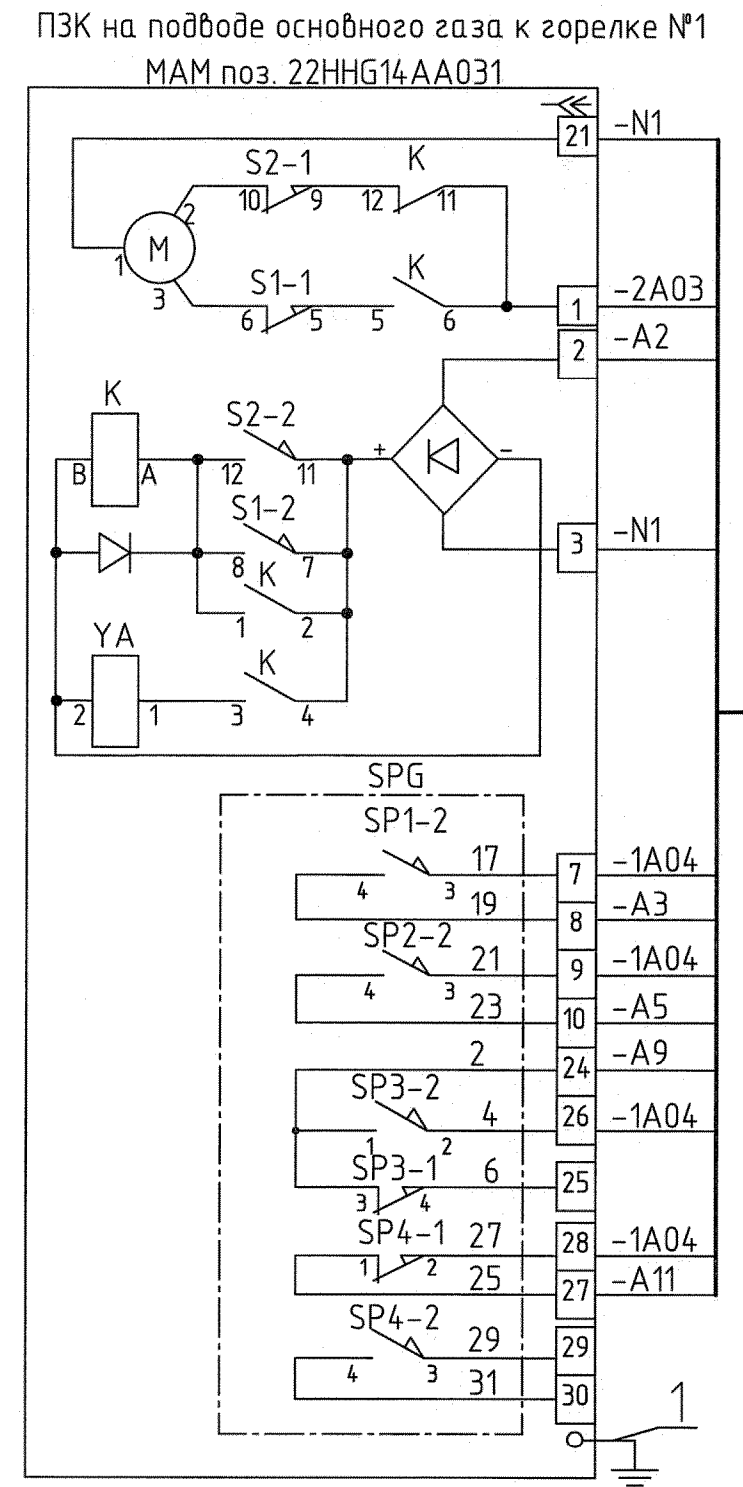 ПЗК на подводе основного газа к горелке №1
МАМ поз. 22HHG14AA031
21 -N1
S2-1 K
10 9 12 11
2
M
1
3
S1-1 K
6 5 5 6
1 -2A03
2 -A2
K
S2-2
+ -
B A 12 11
S1-2
3 -N1
8 7
K
1 2
YA K
2 1 3 4
SPG
SP1-2
17 7 -1A04
4 3
19 8 -A3
SP2-2 21 9 -1A04
4 3
23 10 -A5
2 24 -A9
SP3-2 4 26 -1A04
1 2
SP3-1 6 25
3 4
SP4-1 27 28 -1A04
1 2
25 27 -A11
SP4-2 29 29
4 3
31 30
1